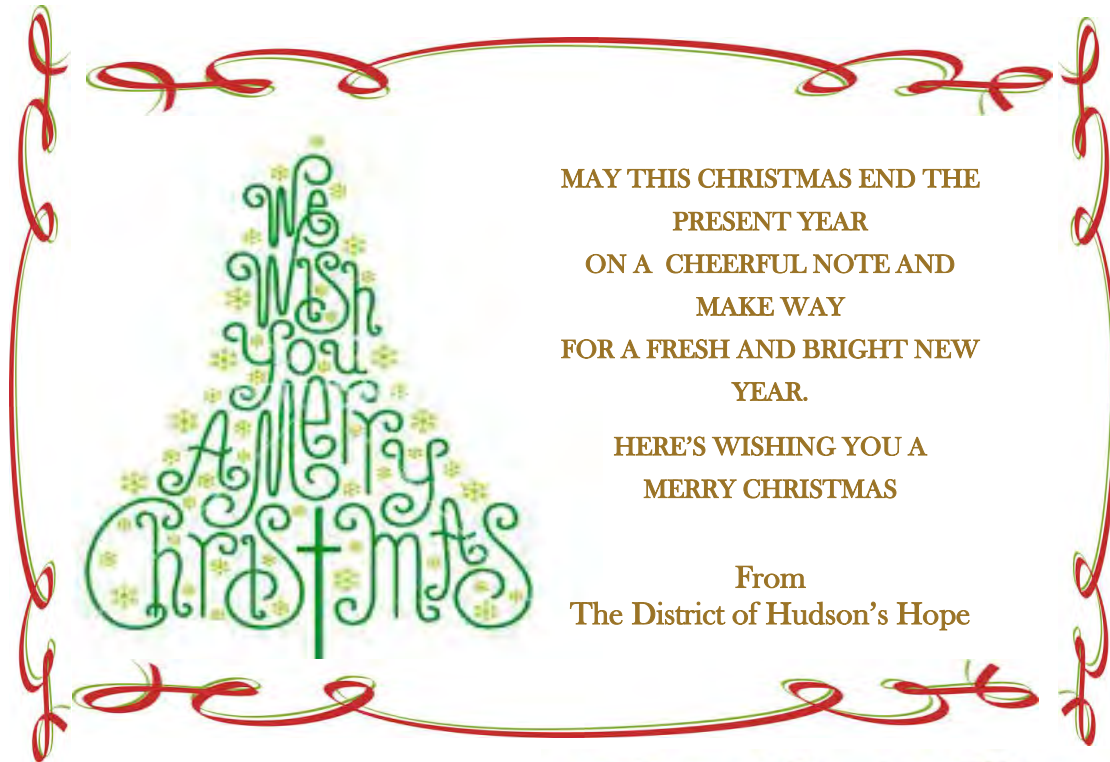 We
Wish
You
A Merry
Christmas
MAY THIS CHRISTMAS END THE
PRESENT YEAR
ON A CHEERFUL NOTE AND
MAKE WAY
FOR A FRESH AND BRIGHT NEW
YEAR.
HERE’S WISHING YOU A
MERRY CHRISTMAS
From
The District of Hudson’s Hope